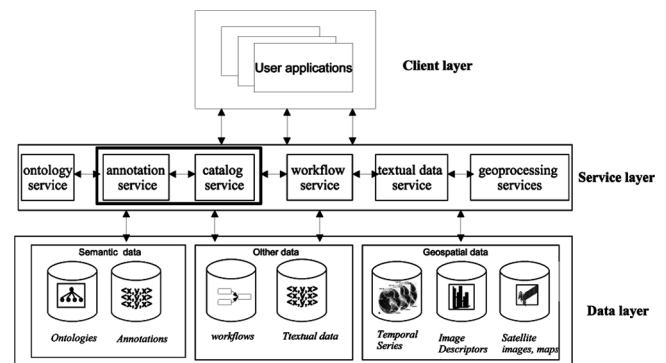 User applications
Client layer
ontology service
annotation service
catalog service
workflow service
textual data service
geoprocessing services
Service layer
Semantic data
Olther data
Geospatial data
<x,y,x>
<x,y,x>
<x,y,x>
<x,y,x>
<x,y,x>
<x,y,x>
Ontologies
Annotations
workflows
Ttextual data
Temporal Series
Image Descriptors
Satellite images, maps
Data layer